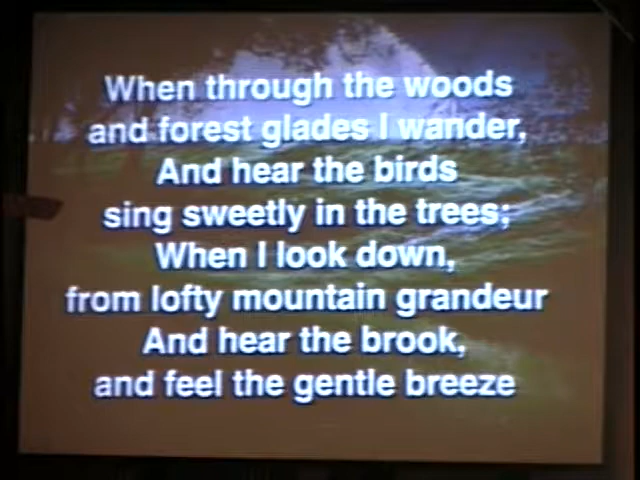 When through the woods
and forest glades I wander,
And hear the birds
sing sweetly in the trees;
When I look down,
from lofty mountain grandeur
And hear the brook,
and feel the gentle breeze